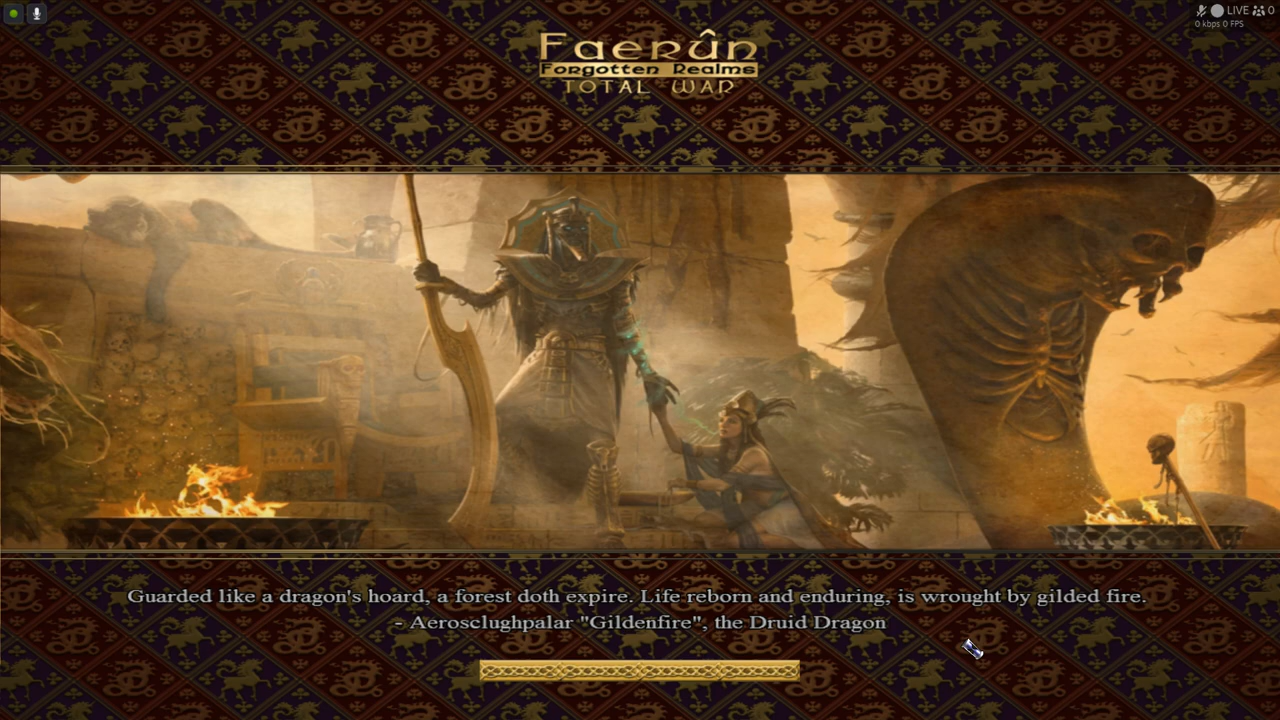 LIVE 0
0 kbps 0 FPS
Faerûn
Forgotten Realms
TOTAL WAR
Guarded like a dragon's hoard, a forest doth expire. Life reborn and enduring, is wrought by gilded fire.
- Aerosclughpalar "Gildenfire", the Druid Dragon